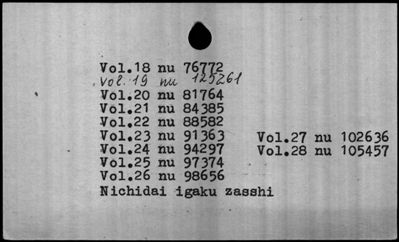 Vol.18 nu 76772
Vol. 19 nu 125261
Vol.20 nu 81764
Vol.21 nu 84385
Vol.22 nu 88582
Vol.23 nu 91363
Vol.24 nu 94297
Vol.25 nu 97374
Vol.26 nu 98656
Nichidai igaku zasshi
Vol.27 nu 102636
Vol.28 nu 105457